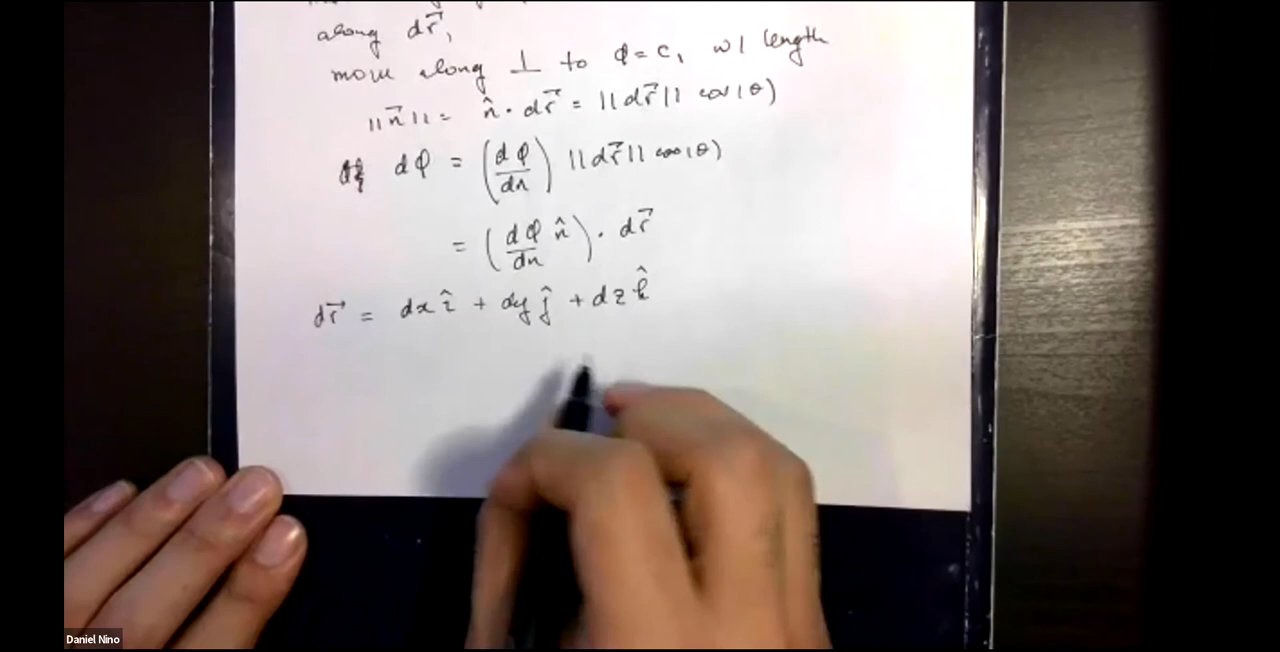 along dr⃗,
move along ⊥ to φ = c, w/ length
||n⃗|| = n̂ · dr⃗ = ||dr⃗|| cos(θ)
dφ = (dφ/dn) ||dr⃗|| cos(θ)
= (dφ/dn n̂) · dr⃗
dr⃗ = dx î + dy ĵ + dz k̂
Daniel Nino